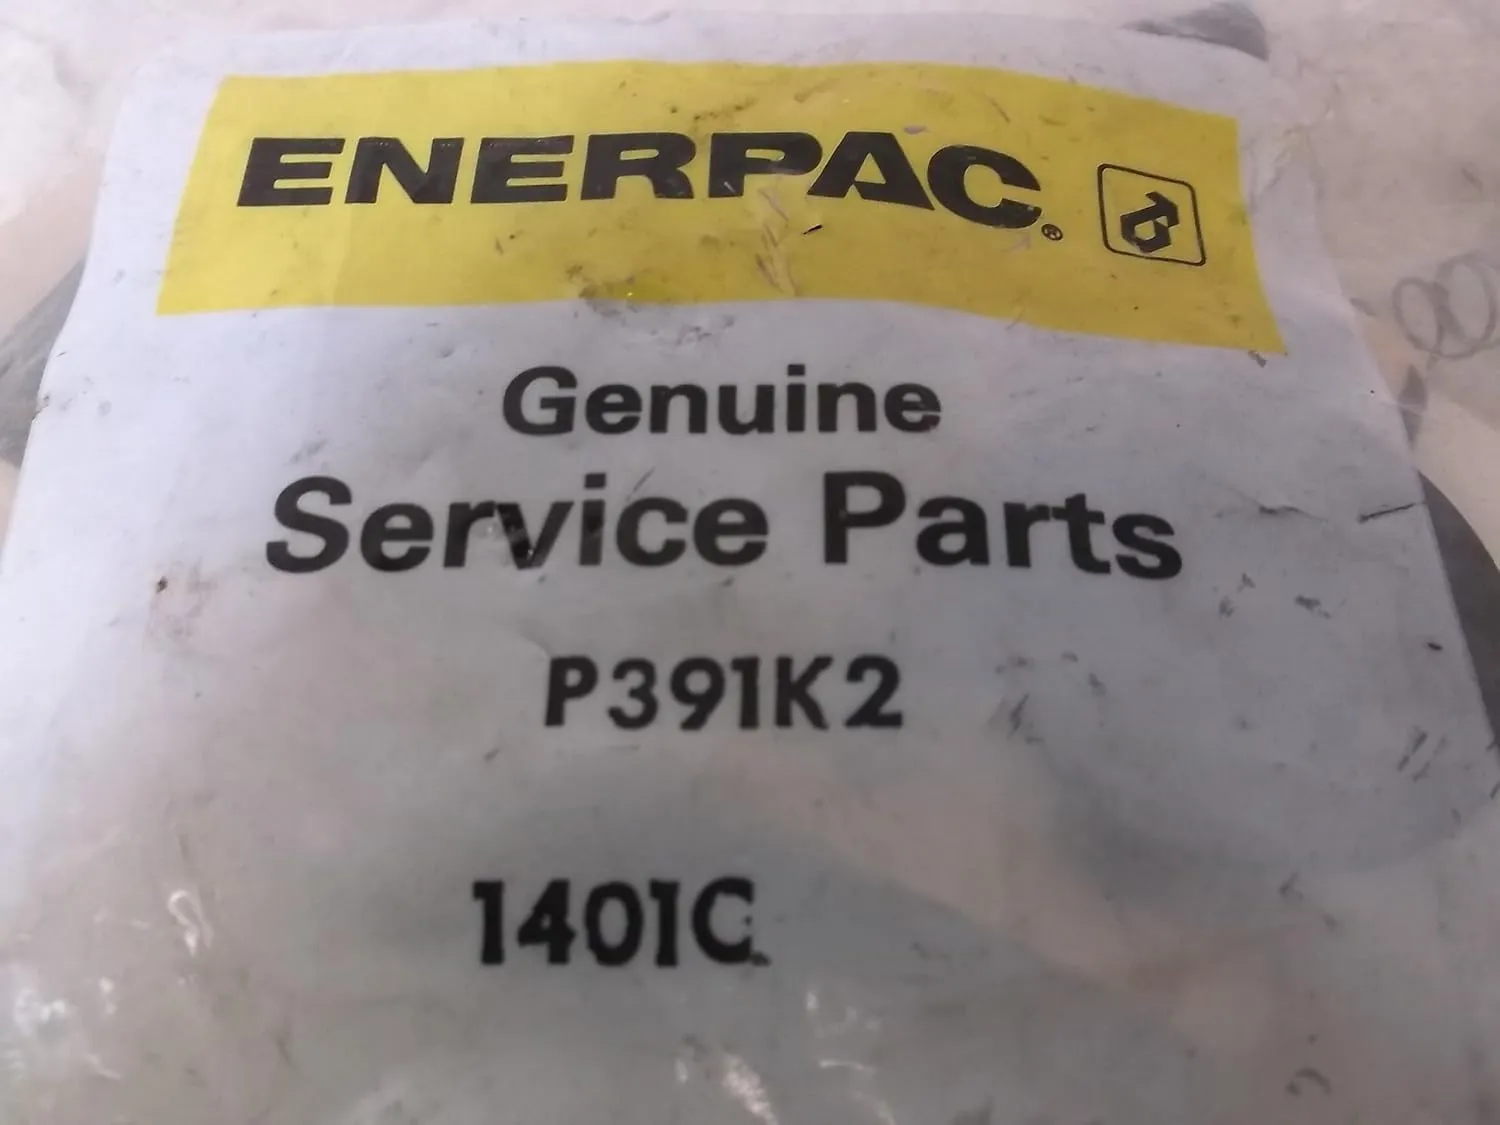 ENERPAC®
Genuine
Service Parts
P391K2
1401C